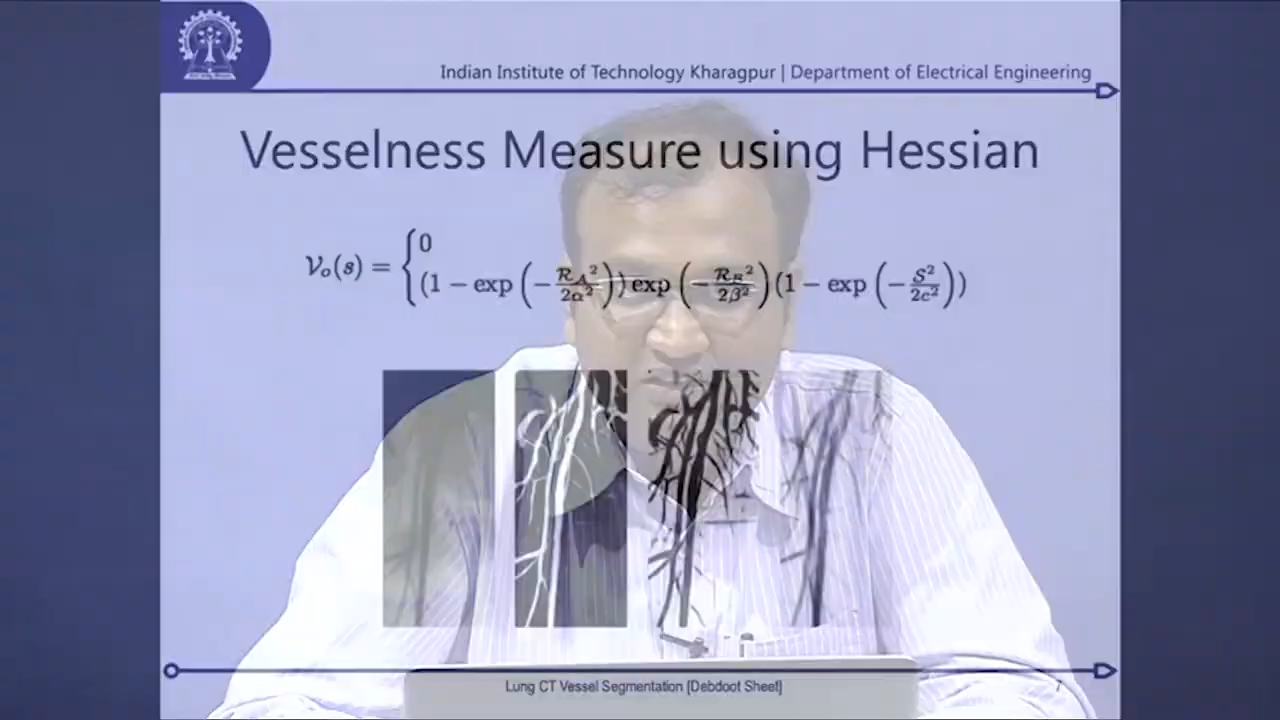 Indian Institute of Technology Kharagpur | Department of Electrical Engineering
Vesselness Measure using Hessian
𝒱ₒ(s) = { 0
(1 − exp(−ℛ_A²/2α²)) exp(−ℛ_B²/2β²)(1 − exp(−𝒮²/2c²))
Lung CT Vessel Segmentation [Debdoot Sheet] 7